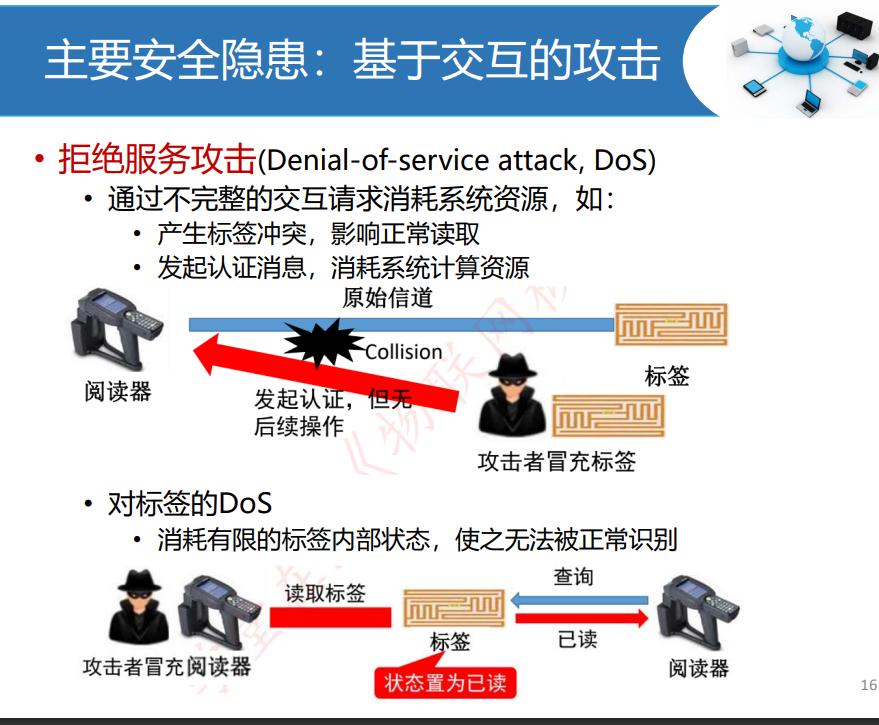 主要安全隐患：基于交互的攻击
• 拒绝服务攻击(Denial-of-service attack, DoS)
• 通过不完整的交互请求消耗系统资源，如：
• 产生标签冲突，影响正常读取
• 发起认证消息，消耗系统计算资源
原始信道
Collision
阅读器
标签
发起认证，但无
后续操作
攻击者冒充标签
《物联网
• 对标签的DoS
• 消耗有限的标签内部状态，使之无法被正常识别
读取标签
查询
标签
已读
攻击者冒充阅读器
阅读器
状态置为已读
16